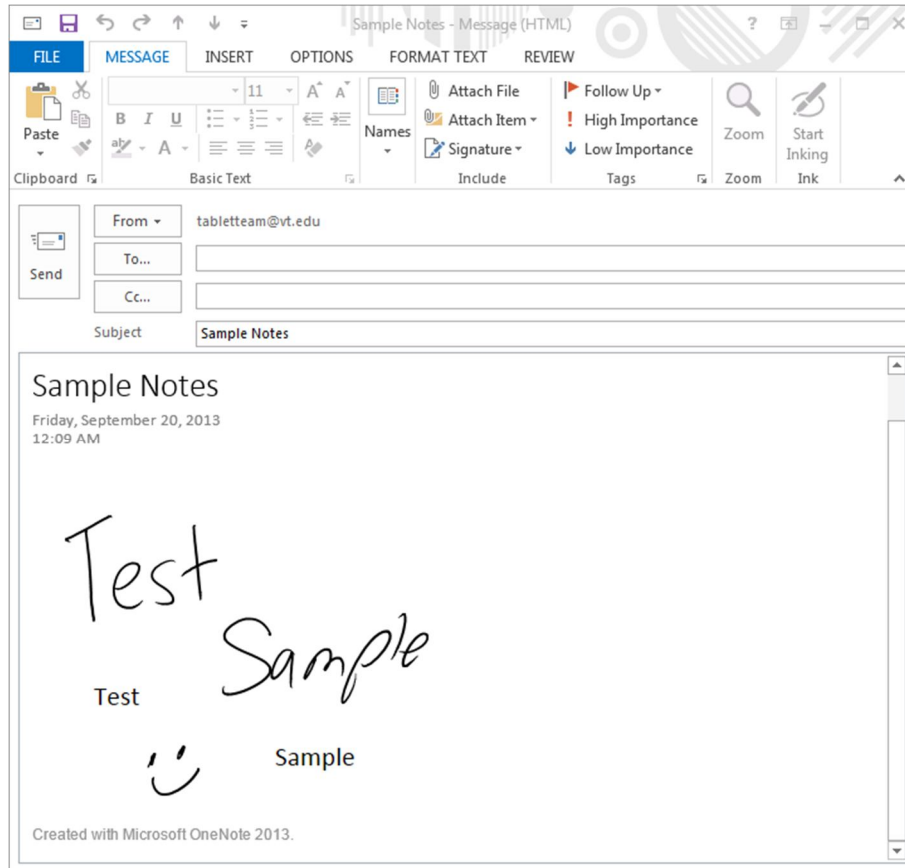 Sample Notes - Message (HTML)
?
FILE MESSAGE INSERT OPTIONS FORMAT TEXT REVIEW
Paste
11
A A
B I U
ab A
Names
Attach File
Attach Item
Signature
Follow Up
! High Importance
Low Importance
Zoom
Start
Inking
Clipboard Basic Text Include Tags Zoom Ink
Send
From tabletteam@vt.edu
To...
Cc...
Subject Sample Notes
Sample Notes
Friday, September 20, 2013
12:09 AM
Test
Sample
Test
Sample
Created with Microsoft OneNote 2013.